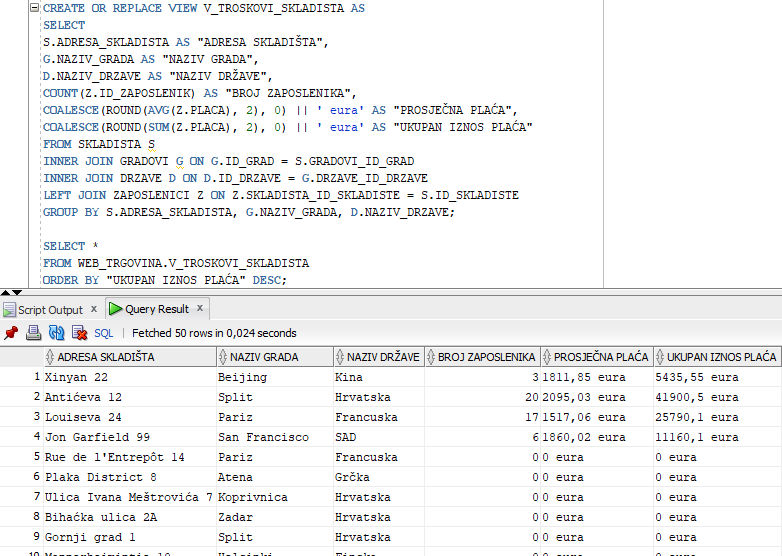 CREATE OR REPLACE VIEW V_TROSKOVI_SKLADISTA AS
SELECT
S.ADRESA_SKLADISTA AS "ADRESA SKLADIŠTA",
G.NAZIV_GRADA AS "NAZIV GRADA",
D.NAZIV_DRZAVE AS "NAZIV DRŽAVE",
COUNT(Z.ID_ZAPOSLENIK) AS "BROJ ZAPOSLENIKA",
COALESCE(ROUND(AVG(Z.PLACA), 2), 0) || ' eura' AS "PROSJEČNA PLAĆA",
COALESCE(ROUND(SUM(Z.PLACA), 2), 0) || ' eura' AS "UKUPAN IZNOS PLAĆA"
FROM SKLADISTA S
INNER JOIN GRADOVI G ON G.ID_GRAD = S.GRADOVI_ID_GRAD
INNER JOIN DRZAVE D ON D.ID_DRZAVE = G.DRZAVE_ID_DRZAVE
LEFT JOIN ZAPOSLENICI Z ON Z.SKLADISTA_ID_SKLADISTE = S.ID_SKLADISTE
GROUP BY S.ADRESA_SKLADISTA, G.NAZIV_GRADA, D.NAZIV_DRZAVE;
SELECT *
FROM WEB_TRGOVINA.V_TROSKOVI_SKLADISTA
ORDER BY "UKUPAN IZNOS PLAĆA" DESC;
Script Output x Query Result x
SQL | Fetched 50 rows in 0,024 seconds
ADRESA SKLADIŠTA NAZIV GRADA NAZIV DRŽAVE BROJ ZAPOSLENIKA PROSJEČNA PLAĆA UKUPAN IZNOS PLAĆA
1 Xinyan 22 Beijing Kina 3 1811,85 eura 5435,55 eura
2 Antićeva 12 Split Hrvatska 20 2095,03 eura 41900,5 eura
3 Louiseva 24 Pariz Francuska 17 1517,06 eura 25790,1 eura
4 Jon Garfield 99 San Francisco SAD 6 1860,02 eura 11160,1 eura
5 Rue de l'Entrepôt 14 Pariz Francuska 0 0 eura 0 eura
6 Plaka District 8 Atena Grčka 0 0 eura 0 eura
7 Ulica Ivana Meštrovića 7 Koprivnica Hrvatska 0 0 eura 0 eura
8 Bihaćka ulica 2A Zadar Hrvatska 0 0 eura 0 eura
9 Gornji grad 1 Split Hrvatska 0 0 eura 0 eura
10